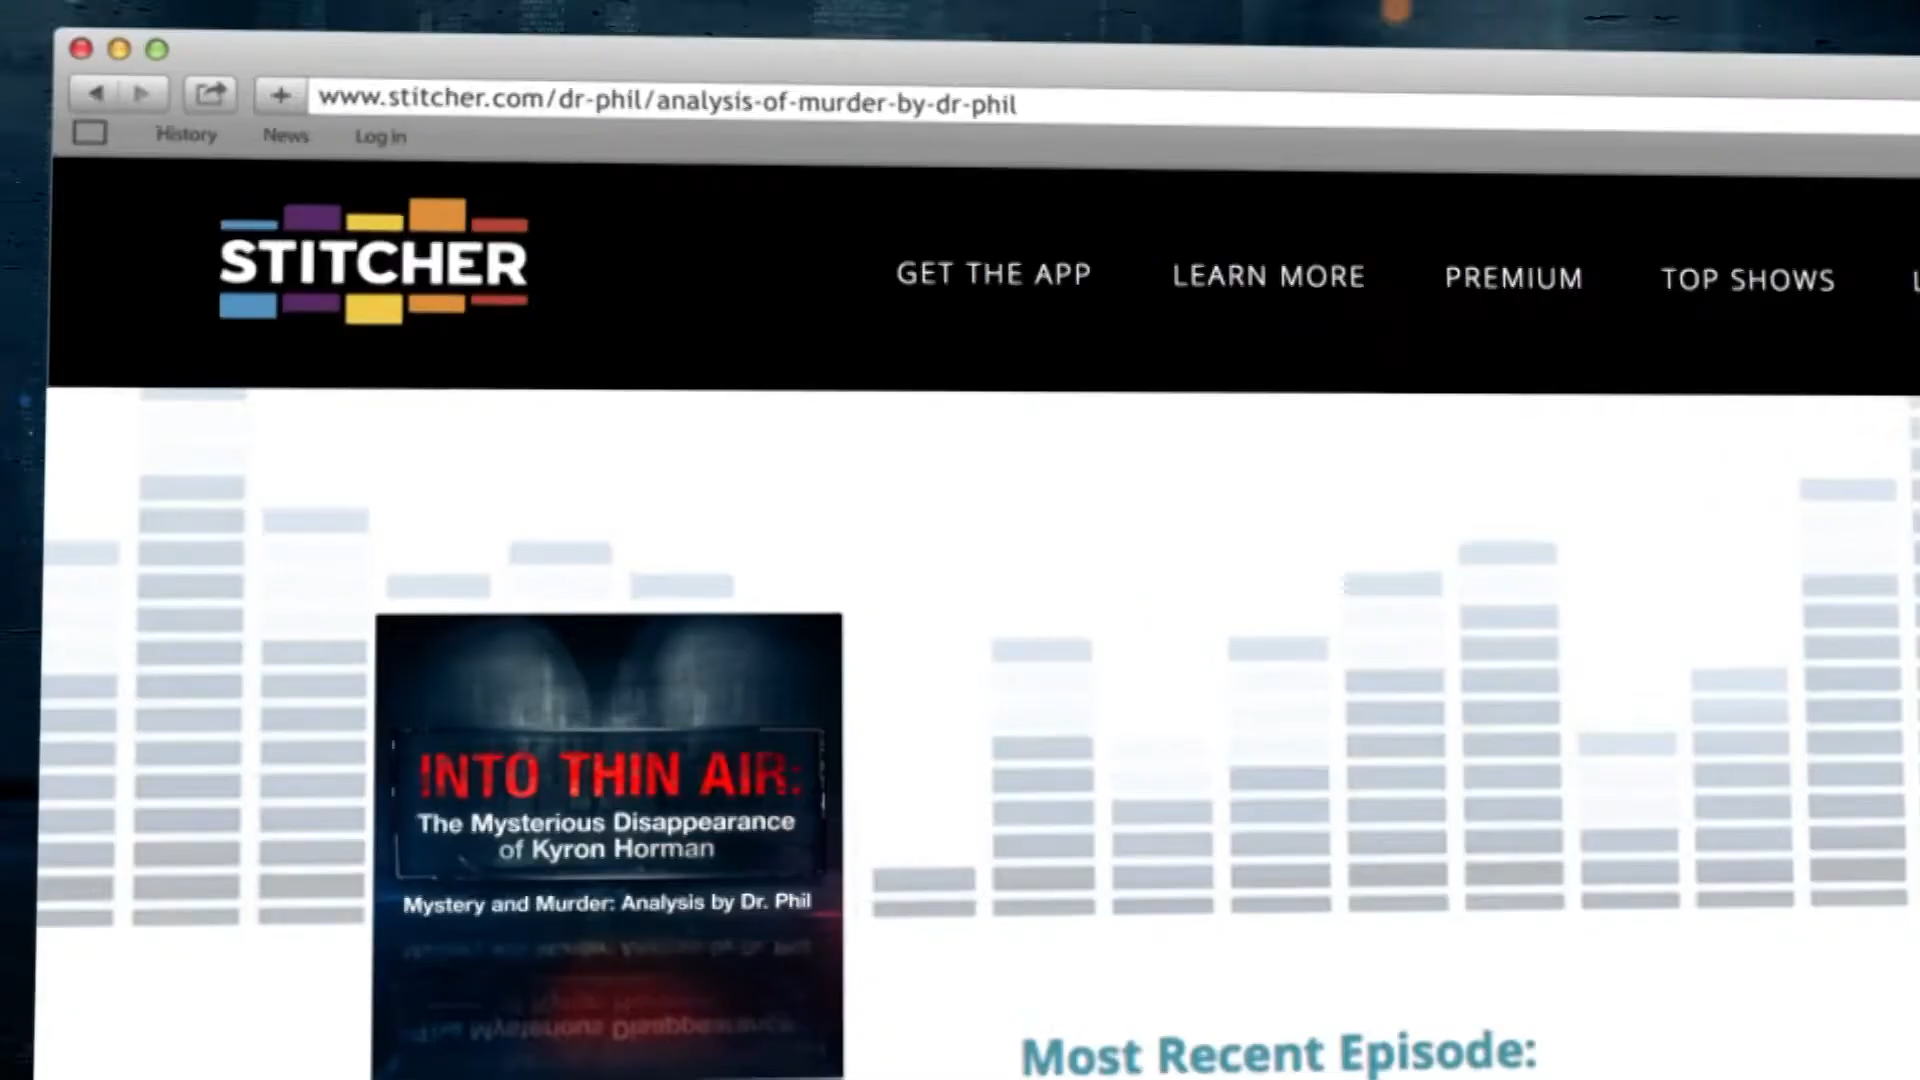 www.stitcher.com/dr-phil/analysis-of-murder-by-dr-phil
History News Log in
STITCHER
GET THE APP LEARN MORE PREMIUM TOP SHOWS
INTO THIN AIR:
The Mysterious Disappearance
of Kyron Horman
Mystery and Murder: Analysis by Dr. Phil
Most Recent Episode: